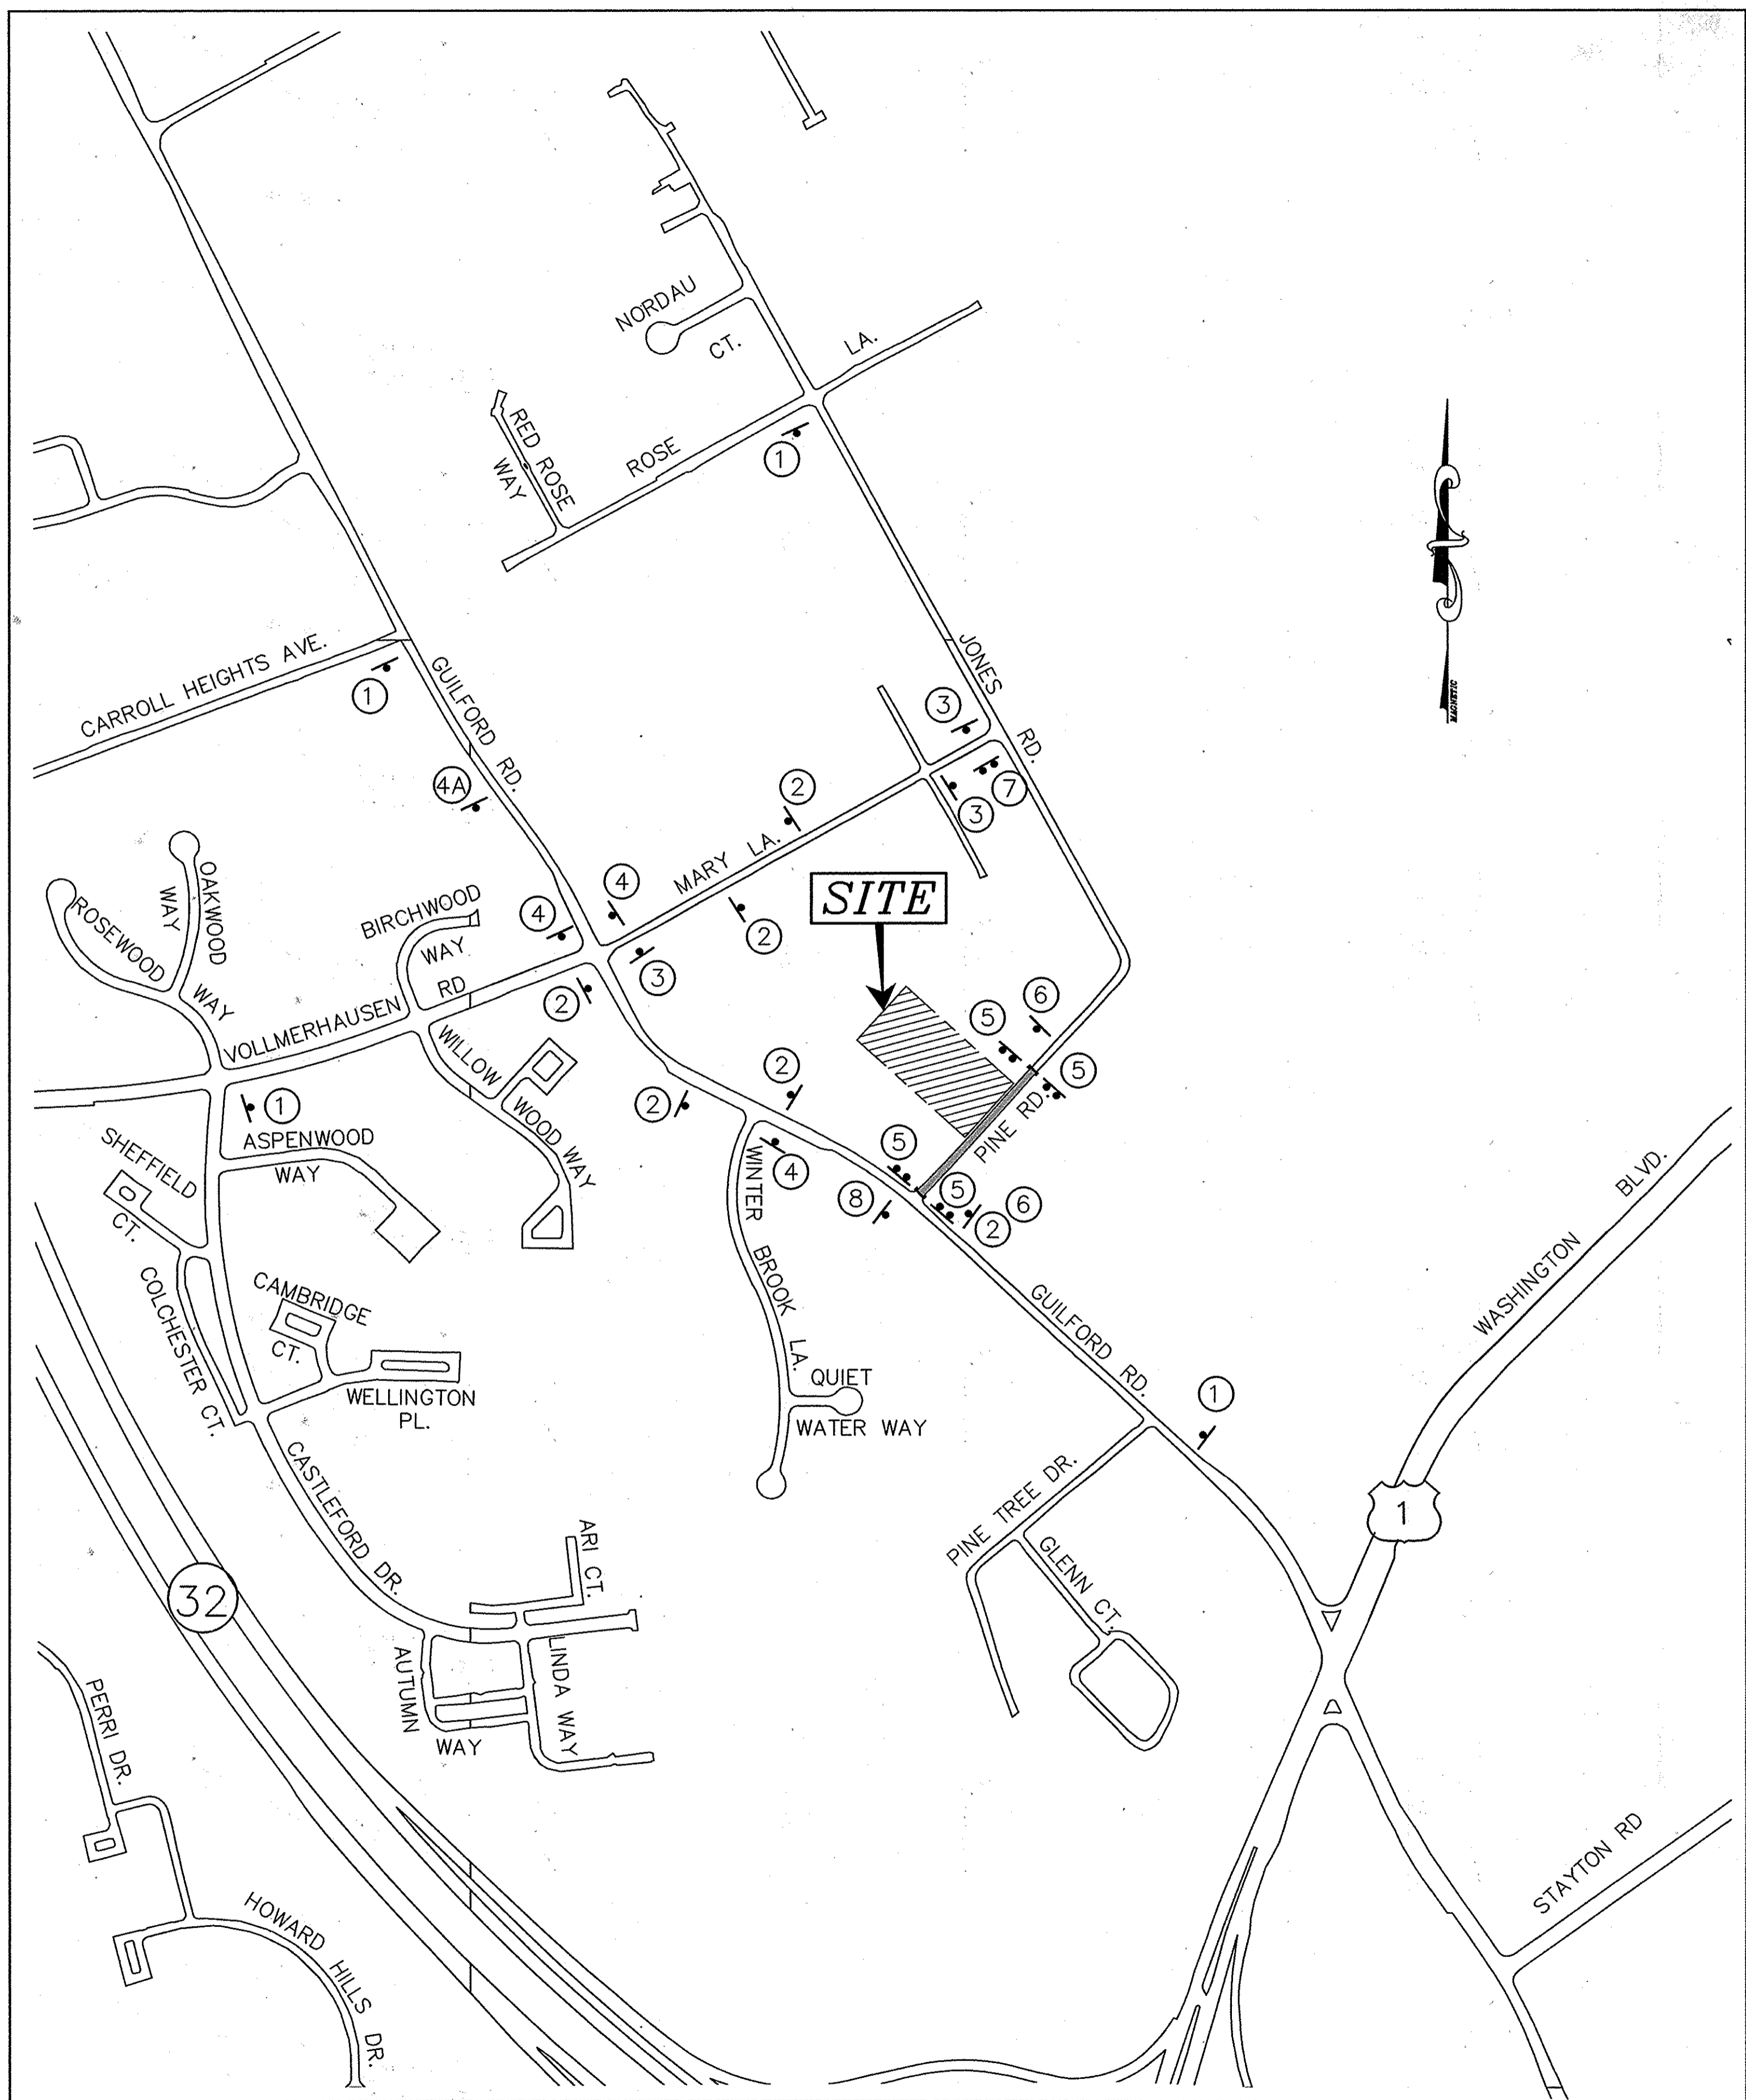 NORDAU
CT.
LA.
RED ROSE
WAY
ROSE
1
MAGNETIC
JONES
RD.
CARROLL HEIGHTS AVE.
1
GUILFORD RD.
3
4A
2
3
7
MARY LA.
OAKWOOD
WAY
ROSEWOOD
WAY
BIRCHWOOD
WAY
4
4
SITE
2
3
VOLLMERHAUSEN RD
2
WILLOW
WOOD WAY
6
5
5
2
2
PINE RD.
1
ASPENWOOD
WAY
SHEFFIELD
CT.
4
5
8
5
2
6
WINTER BROOK LA.
BLVD.
WASHINGTON
COLCHESTER CT.
CAMBRIDGE
CT.
WELLINGTON
PL.
GUILFORD RD.
QUIET
WATER WAY
1
CASTLEFORD DR.
PINE TREE DR.
1
ARI CT.
GLENN CT.
32
AUTUMN
WAY
LINDA WAY
PERRI DR.
STAYTON RD
HOWARD HILLS DR.